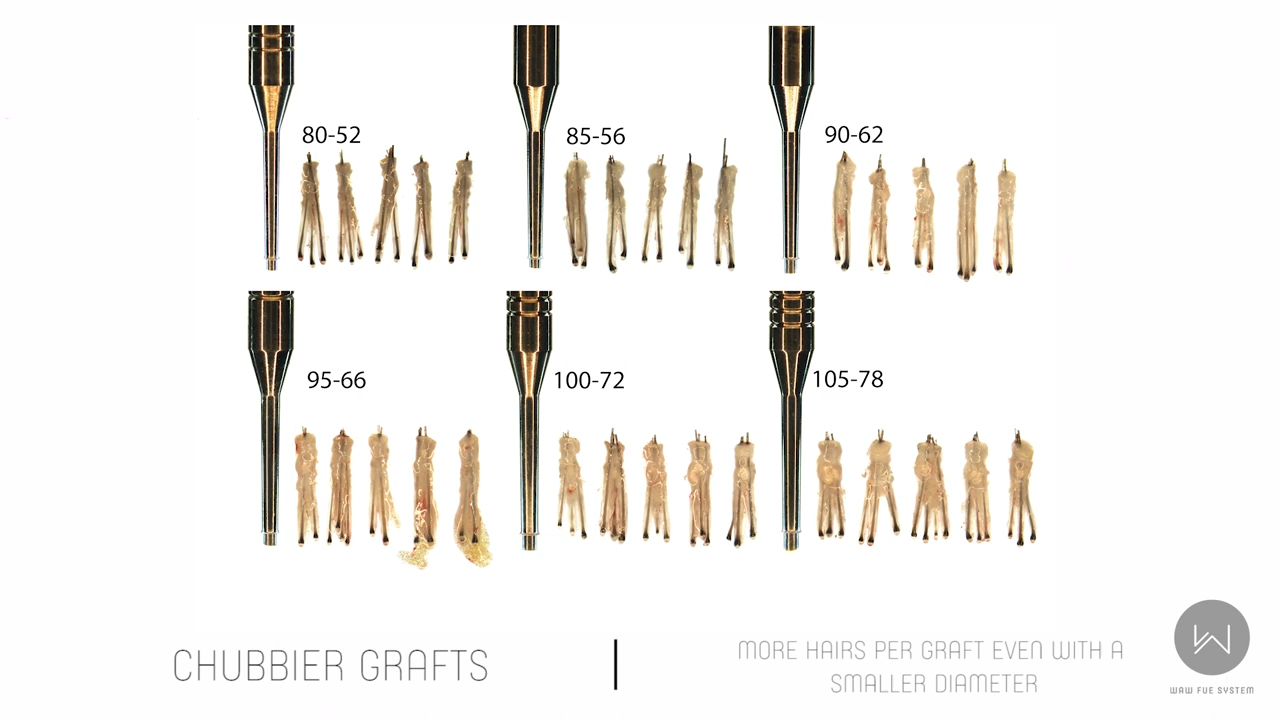 80-52
85-56
90-62
95-66
100-72
105-78
CHUBBIER GRAFTS
MORE HAIRS PER GRAFT EVEN WITH A
SMALLER DIAMETER
W
WAW FUE SYSTEM